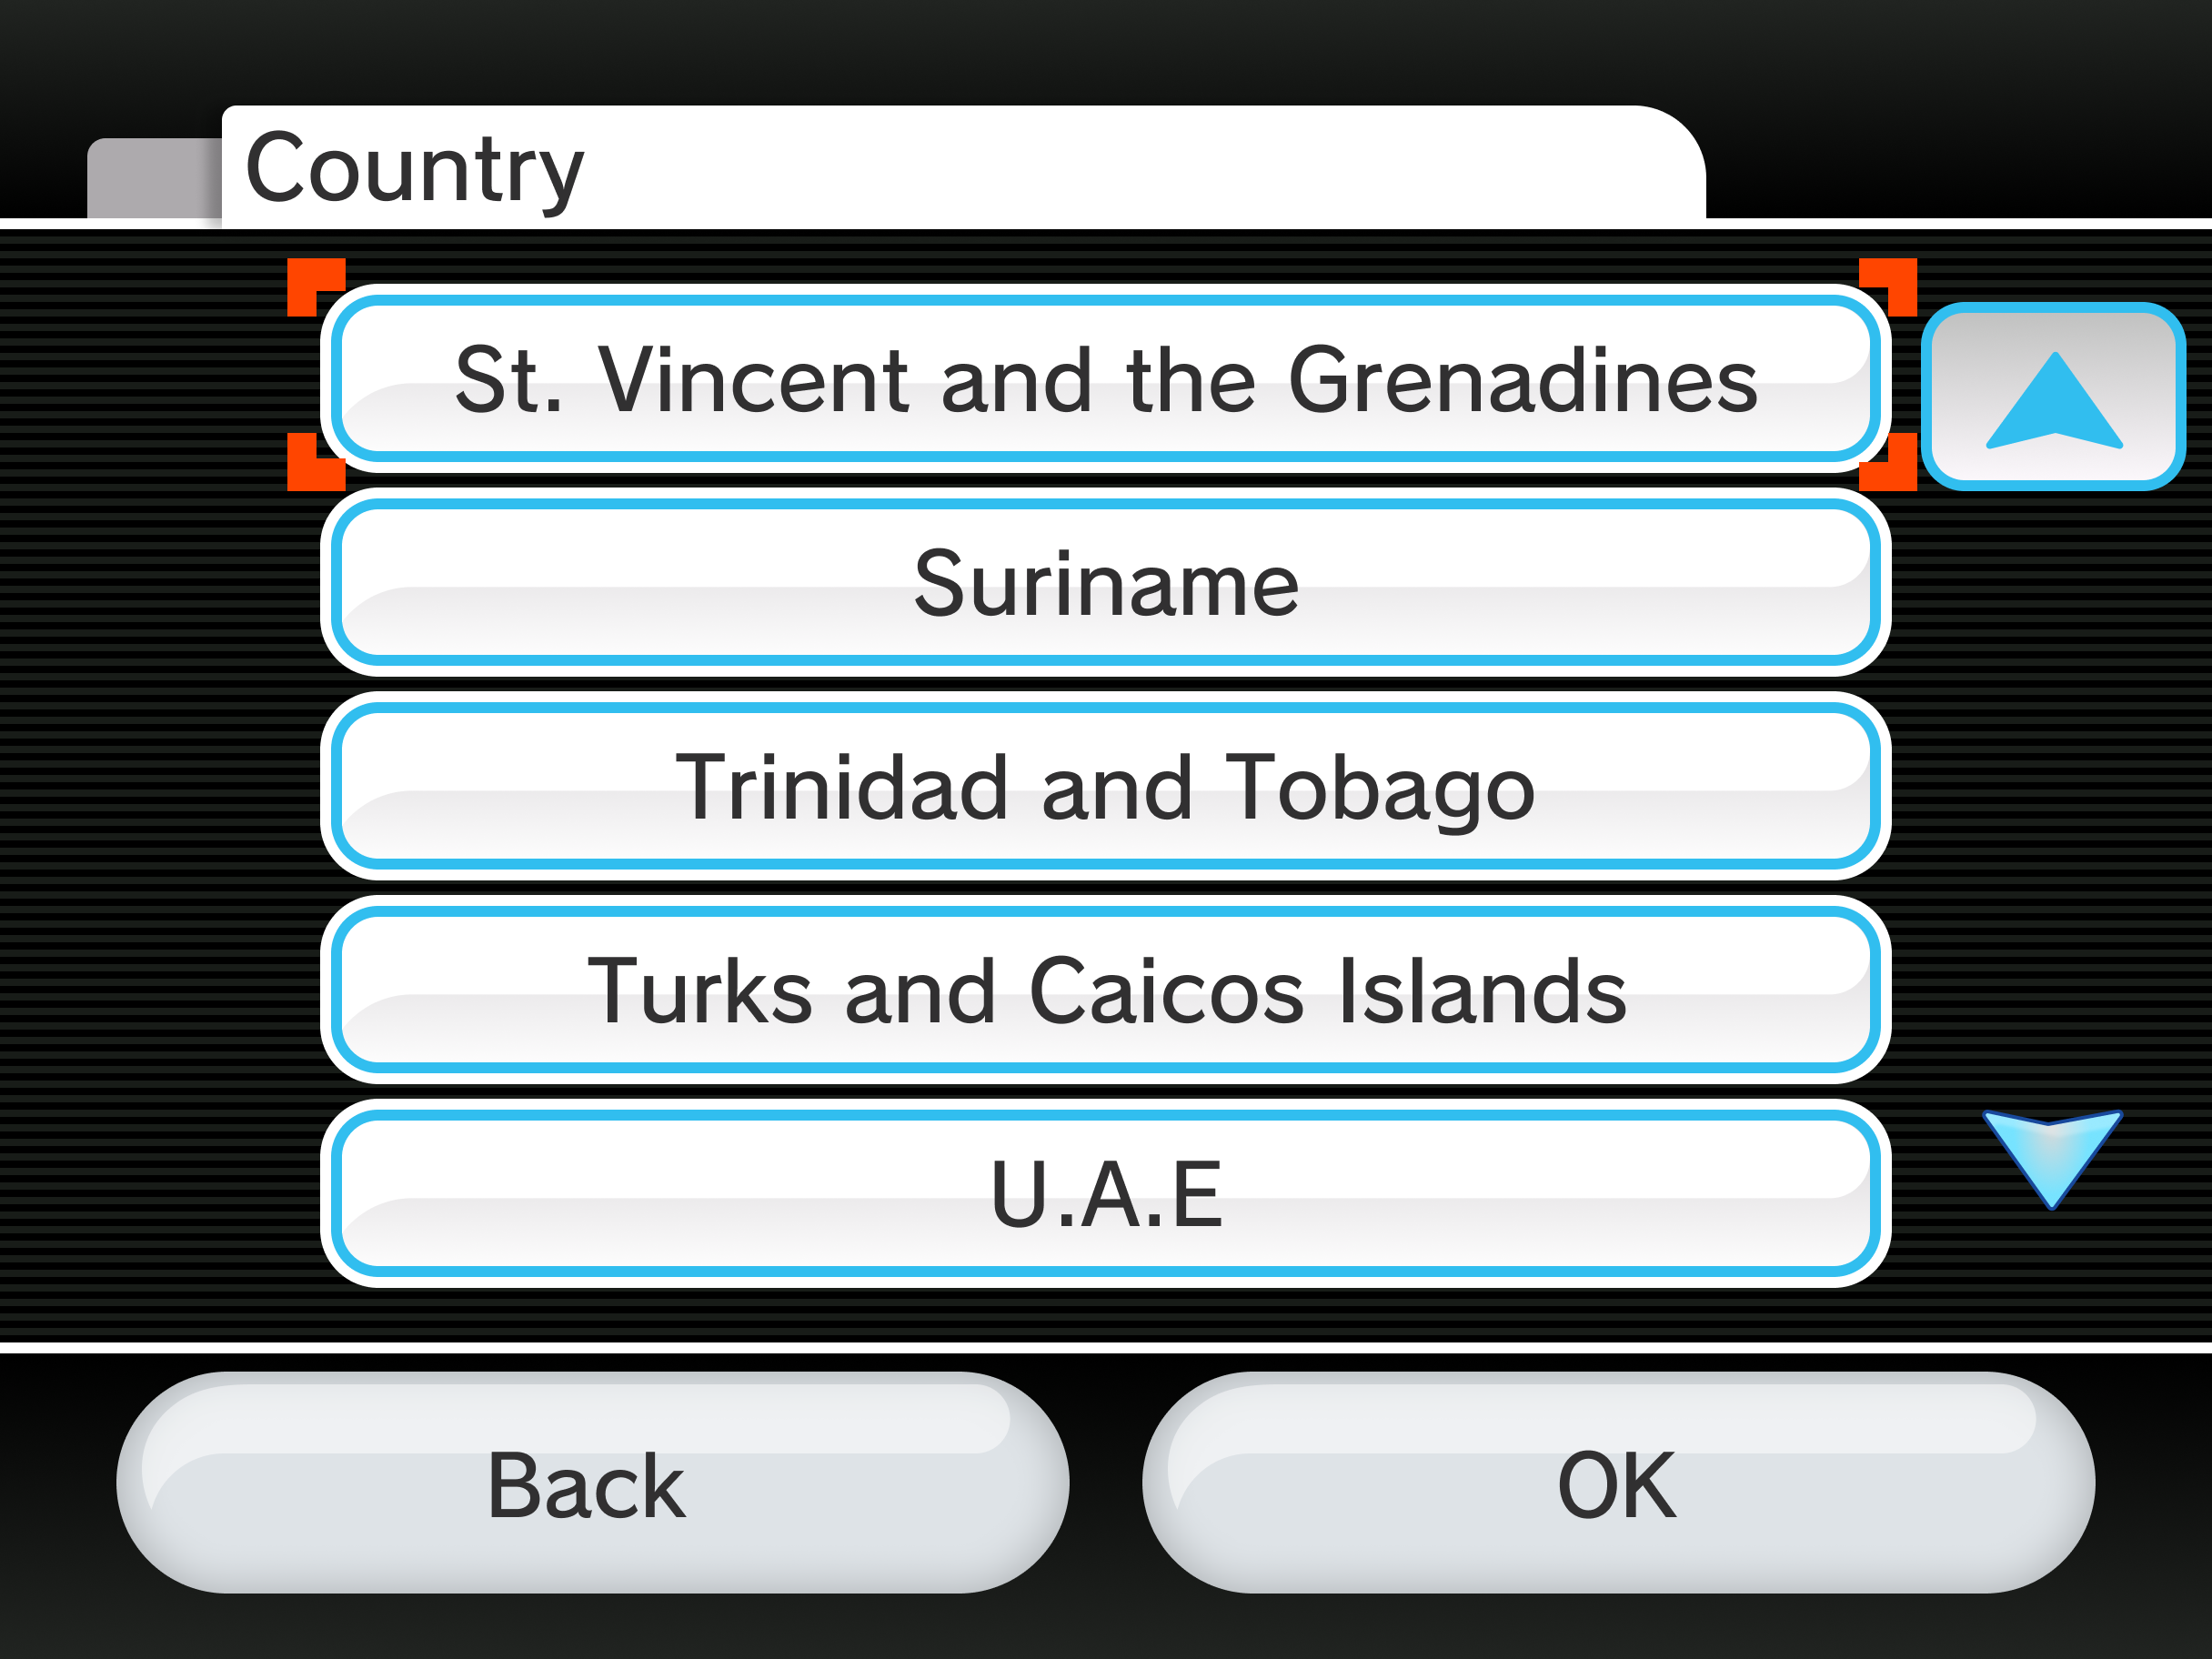 Country
St. Vincent and the Grenadines
Suriname
Trinidad and Tobago
Turks and Caicos Islands
U.A.E
Back
OK